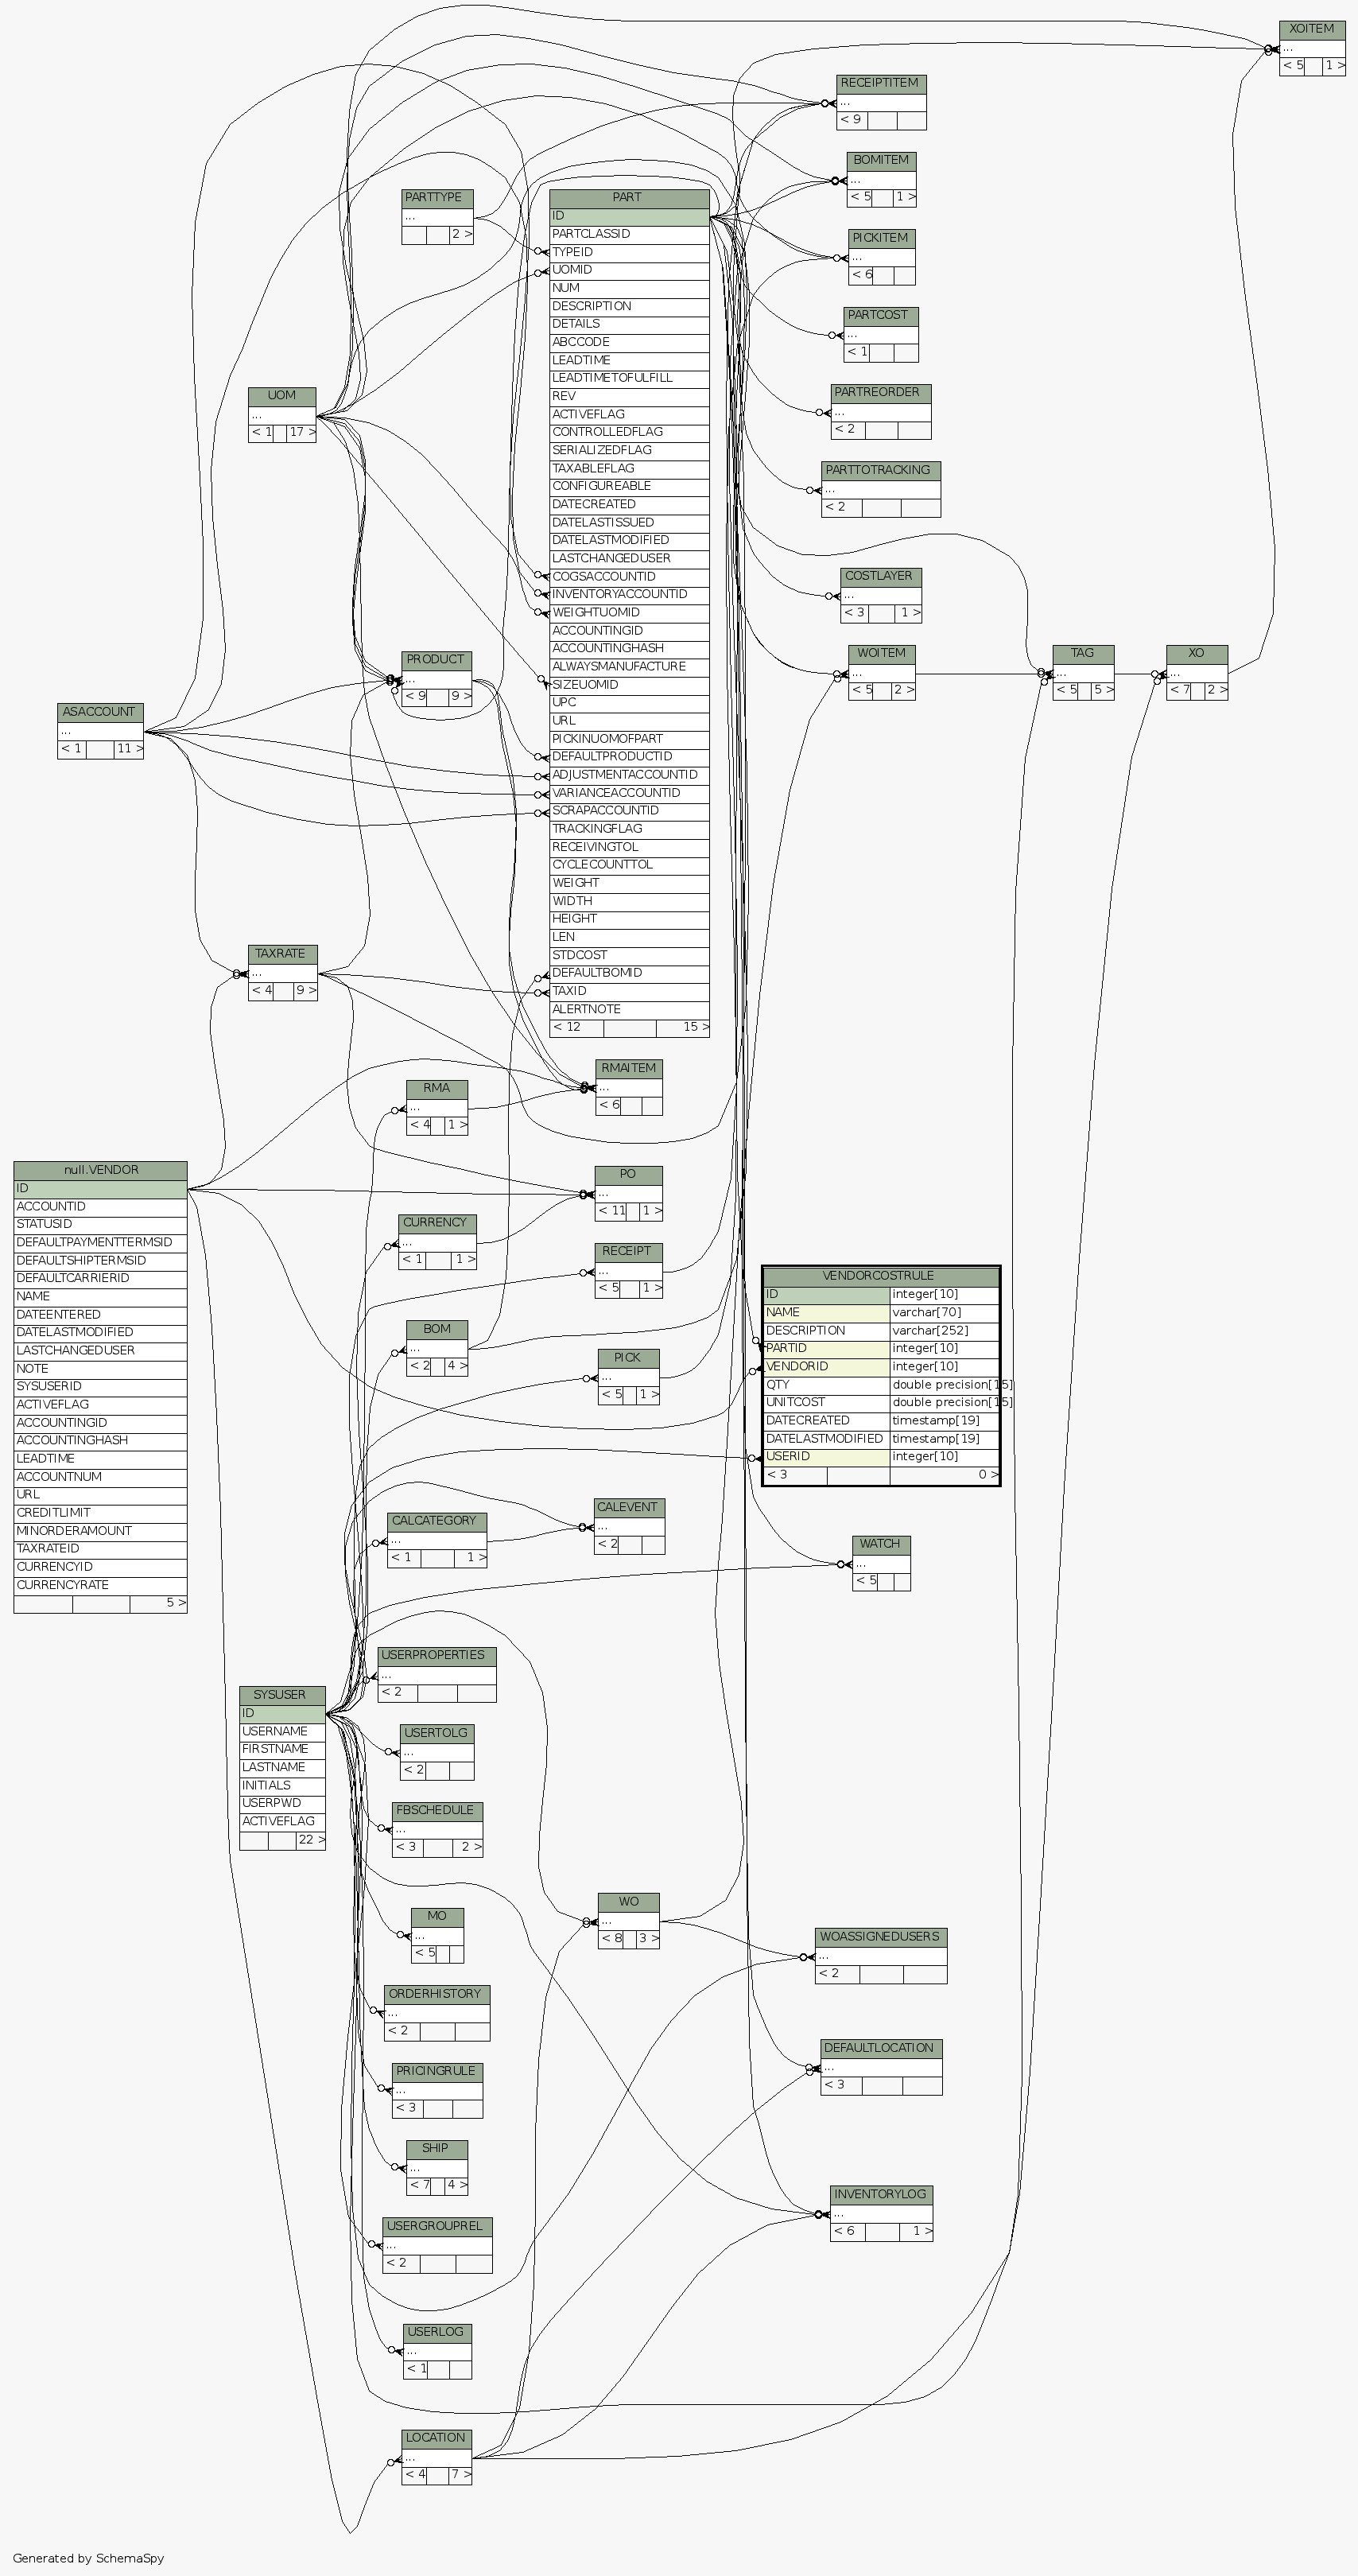 XOITEM
...
< 5 1 >
RECEIPTITEM
...
< 9
BOMITEM
...
< 5 1 >
PICKITEM
...
< 6
PARTCOST
...
< 1
PARTREORDER
...
< 2
PARTTOTRACKING
...
< 2
COSTLAYER
...
< 3 1 >
WOITEM
...
< 5 2 >
TAG
...
< 5 5 >
XO
...
< 7 2 >
PARTTYPE
...
2 >
PART
ID
PARTCLASSID
TYPEID
UOMID
NUM
DESCRIPTION
DETAILS
ABCCODE
LEADTIME
LEADTIMETOFULFILL
REV
ACTIVEFLAG
CONTROLLEDFLAG
SERIALIZEDFLAG
TAXABLEFLAG
CONFIGUREABLE
DATECREATED
DATELASTISSUED
DATELASTMODIFIED
LASTCHANGEDUSER
COGSACCOUNTID
INVENTORYACCOUNTID
WEIGHTUOMID
ACCOUNTINGID
ACCOUNTINGHASH
ALWAYSMANUFACTURE
SIZEUOMID
UPC
URL
PICKINUOMOFPART
DEFAULTPRODUCTID
ADJUSTMENTACCOUNTID
VARIANCEACCOUNTID
SCRAPACCOUNTID
TRACKINGFLAG
RECEIVINGTOL
CYCLECOUNTTOL
WEIGHT
WIDTH
HEIGHT
LEN
STDCOST
DEFAULTBOMID
TAXID
ALERTNOTE
< 12 15 >
UOM
...
< 1 17 >
PRODUCT
...
< 9 9 >
ASACCOUNT
...
< 1 11 >
TAXRATE
...
< 4 9 >
RMAITEM
...
< 6
RMA
...
< 4 1 >
null.VENDOR
ID
ACCOUNTID
STATUSID
DEFAULTPAYMENTTERMSID
DEFAULTSHIPTERMSID
DEFAULTCARRIERID
NAME
DATEENTERED
DATELASTMODIFIED
LASTCHANGEDUSER
NOTE
SYSUSERID
ACTIVEFLAG
ACCOUNTINGID
ACCOUNTINGHASH
LEADTIME
ACCOUNTNUM
URL
CREDITLIMIT
MINORDERAMOUNT
TAXRATEID
CURRENCYID
CURRENCYRATE
5 >
PO
...
< 11 1 >
CURRENCY
...
< 1 1 >
RECEIPT
...
< 5 1 >
BOM
...
< 2 4 >
PICK
...
< 5 1 >
VENDORCOSTRULE
ID integer[10]
NAME varchar[70]
DESCRIPTION varchar[252]
PARTID integer[10]
VENDORID integer[10]
QTY double precision[15]
UNITCOST double precision[15]
DATECREATED timestamp[19]
DATELASTMODIFIED timestamp[19]
USERID integer[10]
< 3 0 >
CALEVENT
...
< 2
CALCATEGORY
...
< 1 1 >
WATCH
...
< 5
USERPROPERTIES
...
< 2
SYSUSER
ID
USERNAME
FIRSTNAME
LASTNAME
INITIALS
USERPWD
ACTIVEFLAG
22 >
USERTOLG
...
< 2
FBSCHEDULE
...
< 3 2 >
WO
...
< 8 3 >
MO
...
< 5
WOASSIGNEDUSERS
...
< 2
ORDERHISTORY
...
< 2
DEFAULTLOCATION
...
< 3
PRICINGRULE
...
< 3
SHIP
...
< 7 4 >
INVENTORYLOG
...
< 6 1 >
USERGROUPREL
...
< 2
USERLOG
...
< 1
LOCATION
...
< 4 7 >
Generated by SchemaSpy